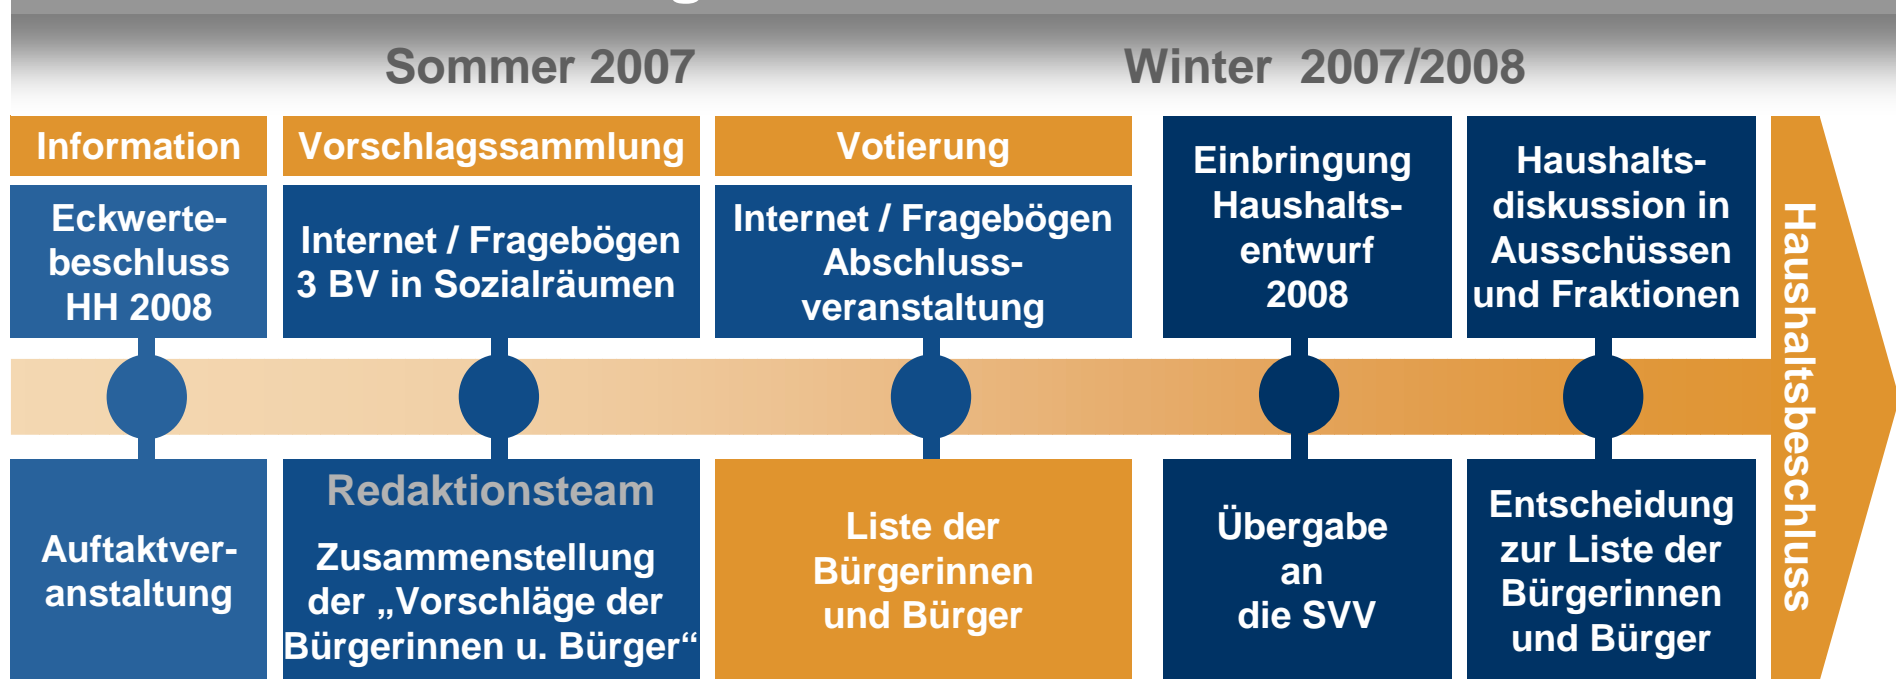 Sommer 2007
Winter 2007/2008
Information
Vorschlagssammlung
Votierung
Eckwerte-
beschluss
HH 2008
Internet / Fragebögen
3 BV in Sozialräumen
Internet / Fragebögen
Abschluss-
veranstaltung
Einbringung
Haushalts-
entwurf
2008
Haushalts-
diskussion in
Ausschüssen
und Fraktionen
Auftaktver-
anstaltung
Redaktionsteam
Zusammenstellung
der „Vorschläge der
Bürgerinnen u. Bürger“
Liste der
Bürgerinnen
und Bürger
Übergabe
an
die SVV
Entscheidung
zur Liste der
Bürgerinnen
und Bürger
Haushaltsbeschluss